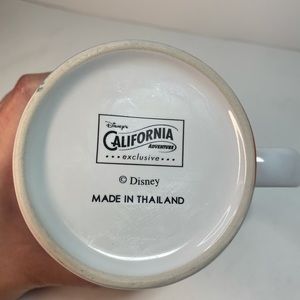 Disney's
CALIFORNIA
ADVENTURE
•••exclusive•••
© Disney
MADE IN THAILAND